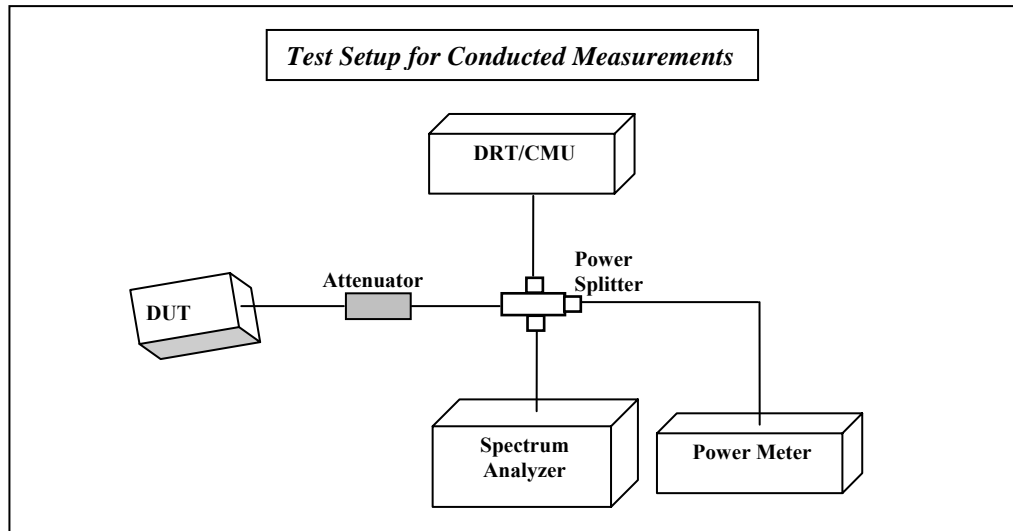 Test Setup for Conducted Measurements
DRT/CMU
Power
Splitter
Attenuator
DUT
Spectrum
Analyzer
Power Meter